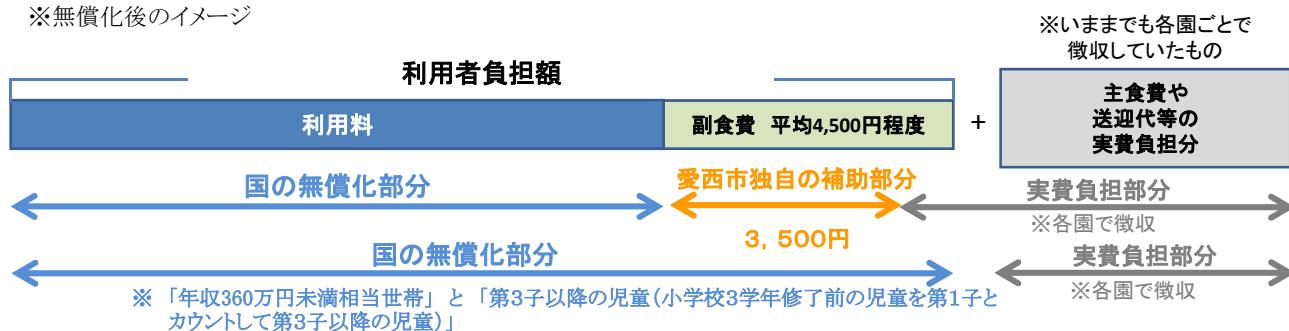 ※無償化後のイメージ
※いままでも各園ごとで
徴収していたもの
利用者負担額
利用料
副食費 平均4,500円程度
+
主食費や
送迎代等の
実費負担分
国の無償化部分
愛西市独自の補助部分
3,500円
実費負担部分
※各園で徴収
国の無償化部分
実費負担部分
※各園で徴収
※ 「年収360万円未満相当世帯」 と 「第3子以降の児童(小学校3学年修了前の児童を第1子と
カウントして第3子以降の児童)」